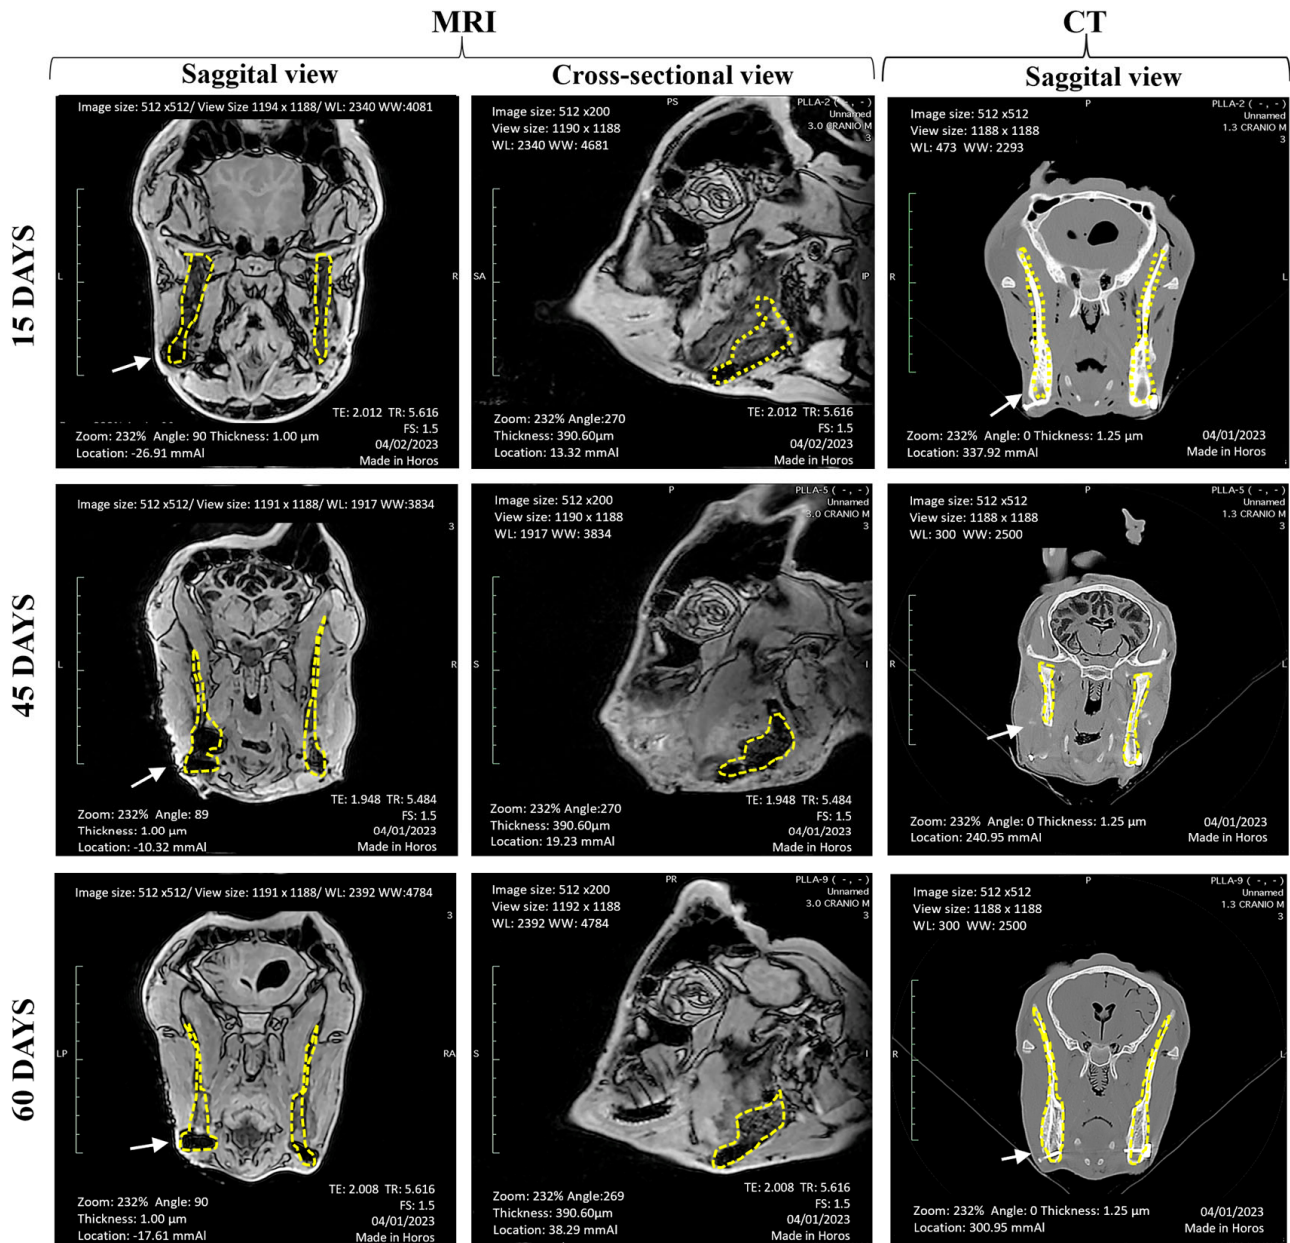 MRI
CT
Saggital view
Cross-sectional view
Saggital view
15 DAYS
Image size: 512 x512/ View Size 1194 x 1188/ WL: 2340 WW:4081
L
R
TE: 2.012 TR: 5.616
FS: 1.5
Zoom: 232% Angle: 90 Thickness: 1.00 µm
04/02/2023
Location: -26.91 mmAl
Made in Horos
PS
PLLA-2 ( -, -)
Image size: 512 x200
Unnamed
View size: 1190 x 1188
3.0 CRANIO M
WL: 2340 WW: 4681
3
SA
IP
TE: 2.012 TR: 5.616
FS: 1.5
Zoom: 232% Angle:270
Thickness: 390.60µm
04/02/2023
Location: 13.32 mmAl
Made in Horos
P
PLLA-2 ( -, -)
Image size: 512 x512
Unnamed
View size: 1188 x 1188
1.3 CRANIO M
WL: 473 WW: 2293
3
R
L
Zoom: 232% Angle: 0 Thickness: 1.25 µm
04/01/2023
Location: 337.92 mmAl
Made in Horos
45 DAYS
Image size: 512 x512/ View size: 1191 x 1188/ WL: 1917 WW:3834
3
L
R
TE: 1.948 TR: 5.484
Zoom: 232% Angle: 89
FS: 1.5
Thickness: 1.00 µm
04/01/2023
Location: -10.32 mmAl
Made in Horos
P
PLLA-5 ( -, -)
Image size: 512 x200
Unnamed
View size: 1190 x 1188
3.0 CRANIO M
WL: 1917 WW: 3834
3
S
I
TE: 1.948 TR: 5.484
Zoom: 232% Angle:270
FS: 1.5
Thickness: 390.60µm
04/01/2023
Location: 19.23 mmAl
Made in Horos
P
PLLA-5 ( -, -)
Image size: 512 x512
Unnamed
View size: 1188 x 1188
1.3 CRANIO M
WL: 300 WW: 2500
3
R
L
Zoom: 232% Angle: 0 Thickness: 1.25 µm
04/01/2023
Location: 240.95 mmAl
Made in Horos
60 DAYS
Image size: 512 x512/ View size: 1191 x 1188/ WL: 2392 WW:4784
3
LP
RA
TE: 2.008 TR: 5.616
Zoom: 232% Angle: 90
FS: 1.5
Thickness: 1.00 µm
04/01/2023
Location: -17.61 mmAl
Made in Horos
PR
PLLA-9 ( -, -)
Image size: 512 x200
Unnamed
View size: 1192 x 1188
3.0 CRANIO M
WL: 2392 WW: 4784
3
S
I
TE: 2.008 TR: 5.616
Zoom: 232% Angle:269
FS: 1.5
Thickness: 390.60µm
04/01/2023
Location: 38.29 mmAl
Made in Horos
P
PLLA-9 ( -, -)
Image size: 512 x512
Unnamed
View size: 1188 x 1188
1.3 CRANIO M
WL: 300 WW: 2500
3
R
L
Zoom: 232% Angle: 0 Thickness: 1.25 µm
04/01/2023
Location: 300.95 mmAl
Made in Horos